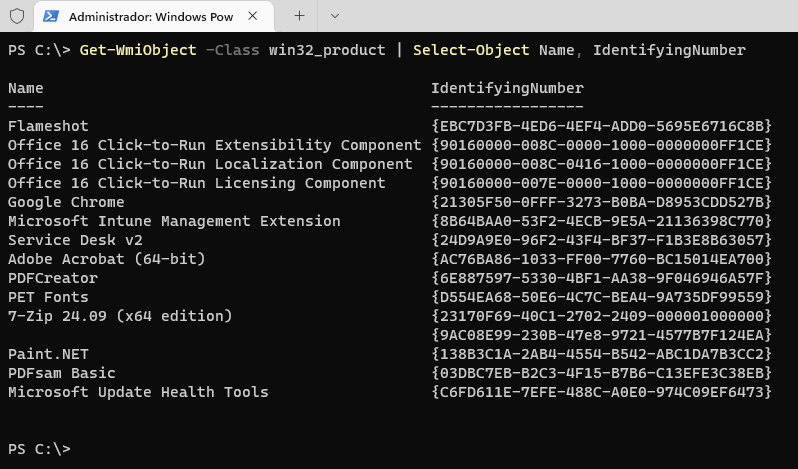 Administrador: Windows Pow
PS C:\> Get-WmiObject -Class win32_product | Select-Object Name, IdentifyingNumber
Name                                           IdentifyingNumber
----                                           -----------------
Flameshot                                      {EBC7D3FB-4ED6-4EF4-ADD0-5695E6716C8B}
Office 16 Click-to-Run Extensibility Component {90160000-008C-0000-1000-0000000FF1CE}
Office 16 Click-to-Run Localization Component  {90160000-008C-0416-1000-0000000FF1CE}
Office 16 Click-to-Run Licensing Component     {90160000-007E-0000-1000-0000000FF1CE}
Google Chrome                                  {21305F50-0FFF-3273-B0BA-D8953CDD527B}
Microsoft Intune Management Extension          {8B64BAA0-53F2-4ECB-9E5A-21136398C770}
Service Desk v2                                {24D9A9E0-96F2-43F4-BF37-F1B3E8B63057}
Adobe Acrobat (64-bit)                         {AC76BA86-1033-FF00-7760-BC15014EA700}
PDFCreator                                     {6E887597-5330-4BF1-AA38-9F046946A57F}
PET Fonts                                      {D554EA68-50E6-4C7C-BEA4-9A735DF99559}
7-Zip 24.09 (x64 edition)                      {23170F69-40C1-2702-2409-000001000000}
                                               {9AC08E99-230B-47e8-9721-4577B7F124EA}
Paint.NET                                      {138B3C1A-2AB4-4554-B542-ABC1DA7B3CC2}
PDFsam Basic                                   {03DBC7EB-B2C3-4F15-B7B6-C13EFE3C38EB}
Microsoft Update Health Tools                  {C6FD611E-7EFE-488C-A0E0-974C09EF6473}
PS C:\>